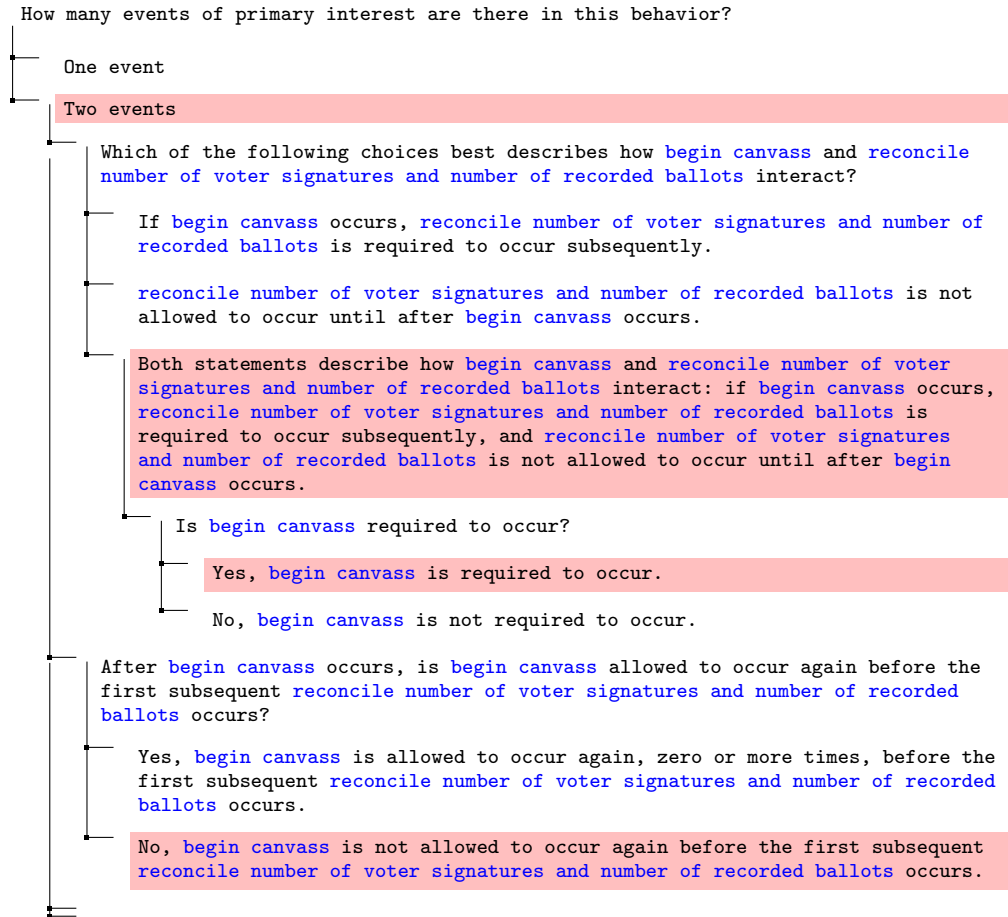 How many events of primary interest are there in this behavior?
One event
Two events
Which of the following choices best describes how begin canvass and reconcile
number of voter signatures and number of recorded ballots interact?
If begin canvass occurs, reconcile number of voter signatures and number of
recorded ballots is required to occur subsequently.
reconcile number of voter signatures and number of recorded ballots is not
allowed to occur until after begin canvass occurs.
Both statements describe how begin canvass and reconcile number of voter
signatures and number of recorded ballots interact: if begin canvass occurs,
reconcile number of voter signatures and number of recorded ballots is
required to occur subsequently, and reconcile number of voter signatures
and number of recorded ballots is not allowed to occur until after begin
canvass occurs.
Is begin canvass required to occur?
Yes, begin canvass is required to occur.
No, begin canvass is not required to occur.
After begin canvass occurs, is begin canvass allowed to occur again before the
first subsequent reconcile number of voter signatures and number of recorded
ballots occurs?
Yes, begin canvass is allowed to occur again, zero or more times, before the
first subsequent reconcile number of voter signatures and number of recorded
ballots occurs.
No, begin canvass is not allowed to occur again before the first subsequent
reconcile number of voter signatures and number of recorded ballots occurs.